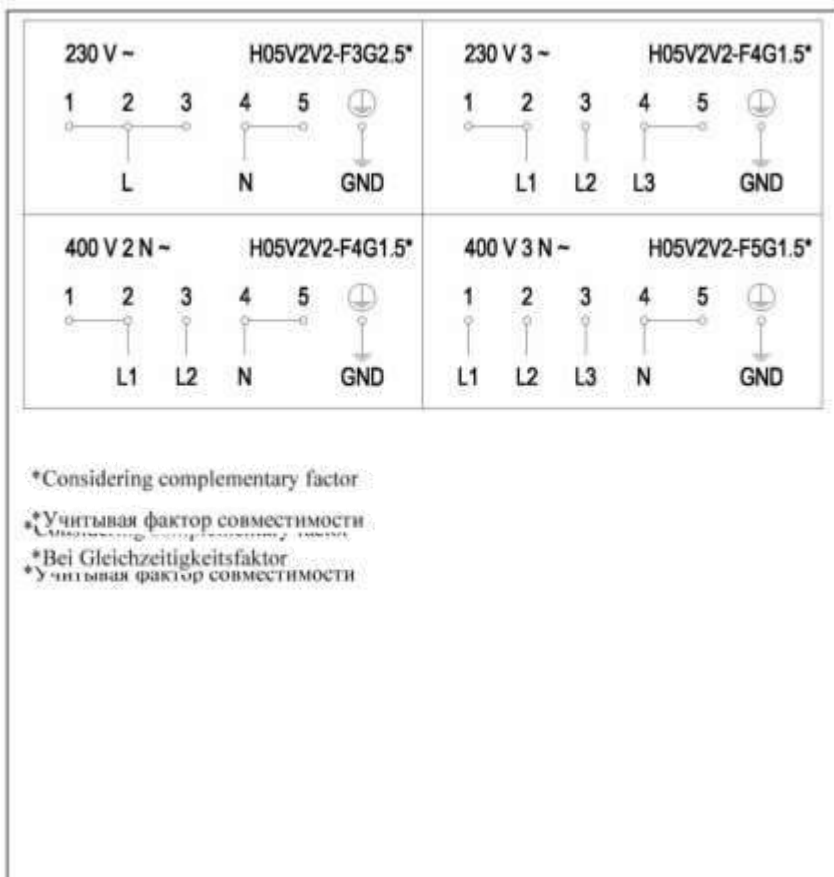 230 V ~ H05V2V2-F3G2.5*
1 2 3 4 5
L N GND
230 V 3 ~ H05V2V2-F4G1.5*
1 2 3 4 5
L1 L2 L3 GND
400 V 2 N ~ H05V2V2-F4G1.5*
1 2 3 4 5
L1 L2 N GND
400 V 3 N ~ H05V2V2-F5G1.5*
1 2 3 4 5
L1 L2 L3 N GND
*Considering complementary factor
*Учитывая фактор совместимости
*Considering complementary factor
*Bei Gleichzeitigkeitsfaktor
*Учитывая фактор совместимости